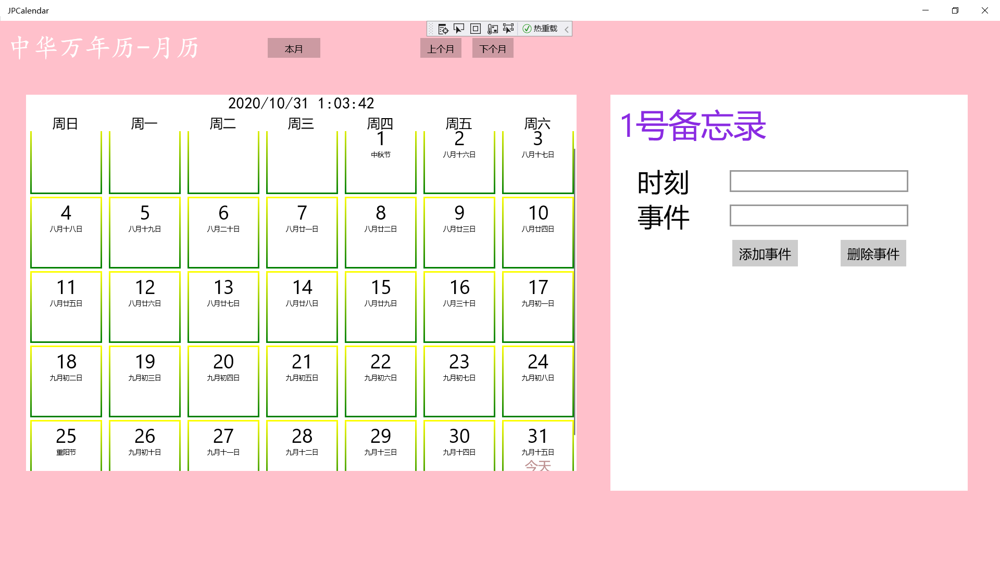 JPCalendar
热重载
中华万年历-月历
本月 上个月 下个月
2020/10/31 1:03:42
周日 周一 周二 周三 周四 周五 周六
1 2 3
中秋节 八月十六日 八月十七日
4 5 6 7 8 9 10
八月十八日 八月十九日 八月二十日 八月廿一日 八月廿二日 八月廿三日 八月廿四日
11 12 13 14 15 16 17
八月廿五日 八月廿六日 八月廿七日 八月廿八日 八月廿九日 八月三十日 九月初一日
18 19 20 21 22 23 24
九月初二日 九月初三日 九月初四日 九月初五日 九月初六日 九月初七日 九月初八日
25 26 27 28 29 30 31
重阳节 九月初十日 九月十一日 九月十二日 九月十三日 九月十四日 九月十五日
今天
1号备忘录
时刻
事件
添加事件 删除事件